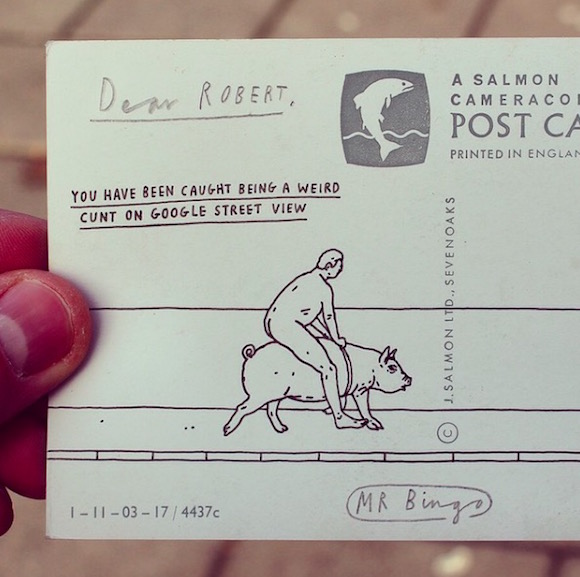 Dear ROBERT,
A SALMON
CAMERACO
POST CA
PRINTED IN ENGLAN
YOU HAVE BEEN CAUGHT BEING A WEIRD
CUNT ON GOOGLE STREET VIEW
J. SALMON LTD., SEVENOAKS
©
1-11-03-17/4437c
MR Bingo